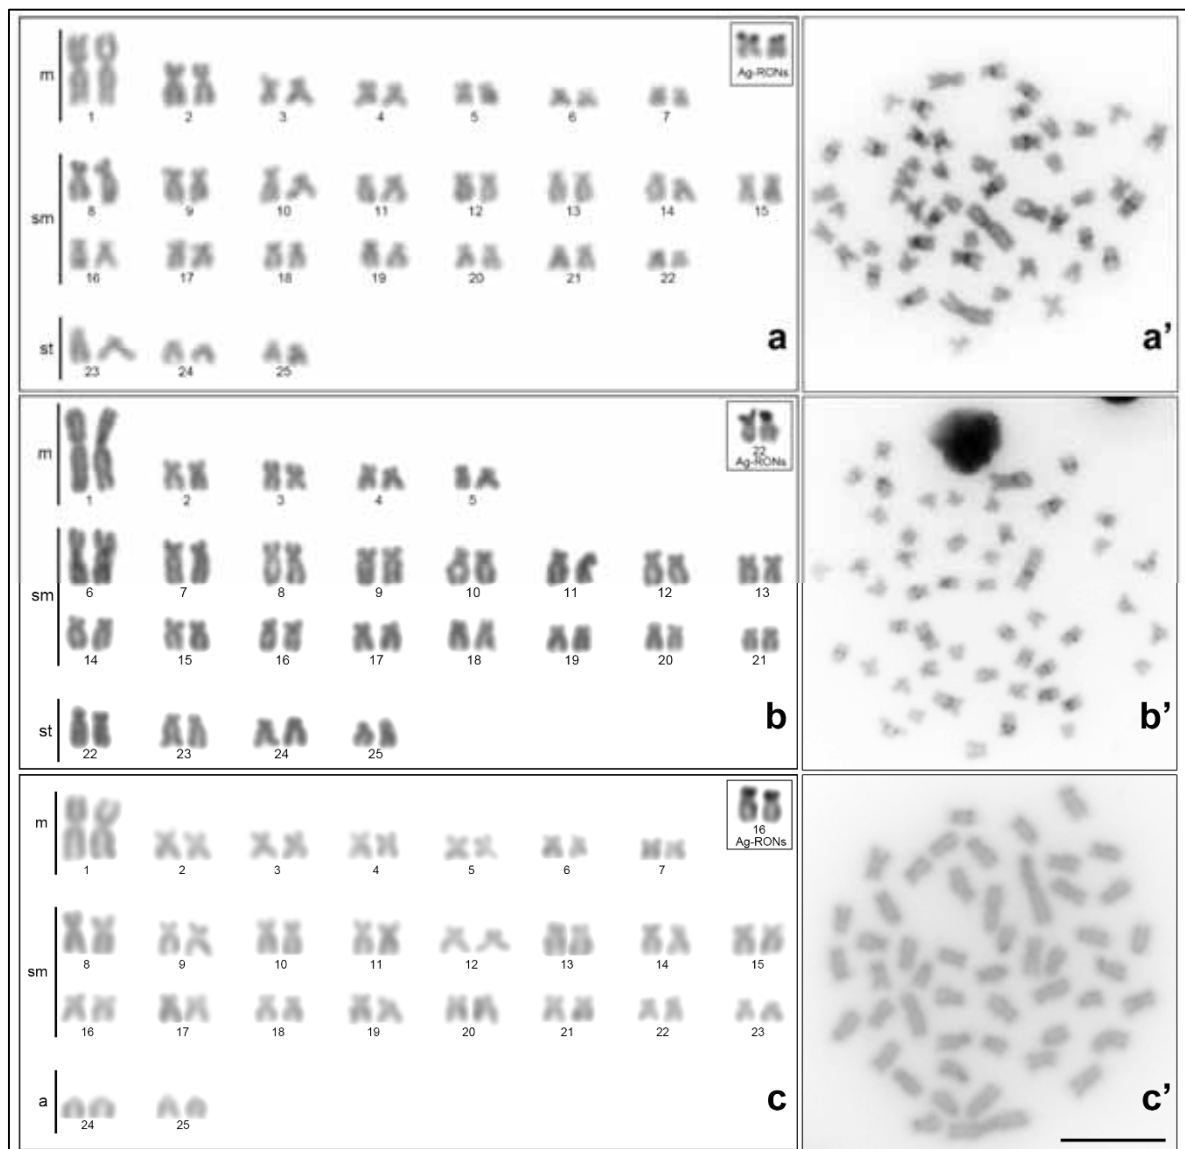 m
1 2 3 4 5 6 7
Ag-RONs
sm
8 9 10 11 12 13 14 15
16 17 18 19 20 21 22
st
23 24 25
a
a’
m
1 2 3 4 5
22
Ag-RONs
sm
6 7 8 9 10 11 12 13
14 15 16 17 18 19 20 21
st
22 23 24 25
b
b’
m
1 2 3 4 5 6 7
16
Ag-RONs
sm
8 9 10 11 12 13 14 15
16 17 18 19 20 21 22 23
a
24 25
c
c’